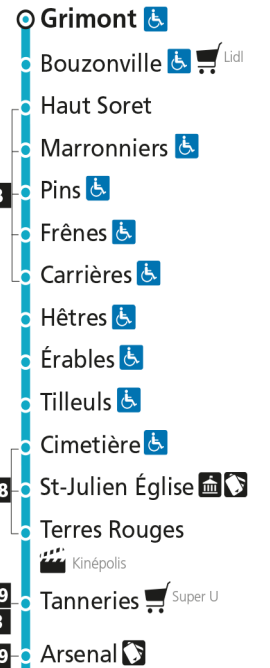 Grimont
Bouzonville Lidl
Haut Soret
Marronniers
Pins
Frênes
Carrières
Hêtres
Érables
Tilleuls
Cimetière
St-Julien Église
Terres Rouges
Kinépolis
Tanneries Super U
Arsenal